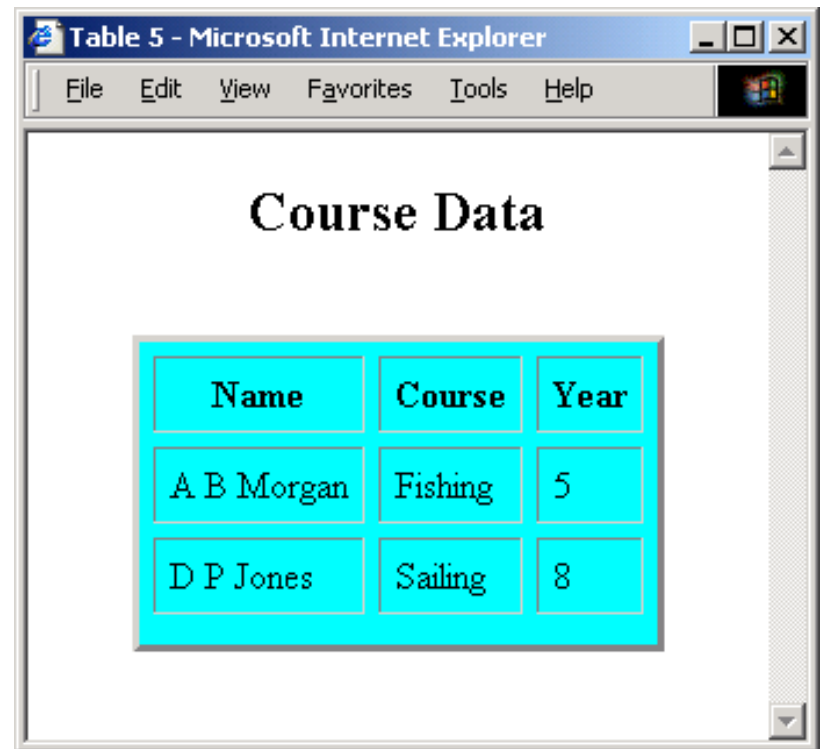 Table 5 - Microsoft Internet Explorer
File Edit View Favorites Tools Help
Course Data
Name Course Year
A B Morgan Fishing 5
D P Jones Sailing 8